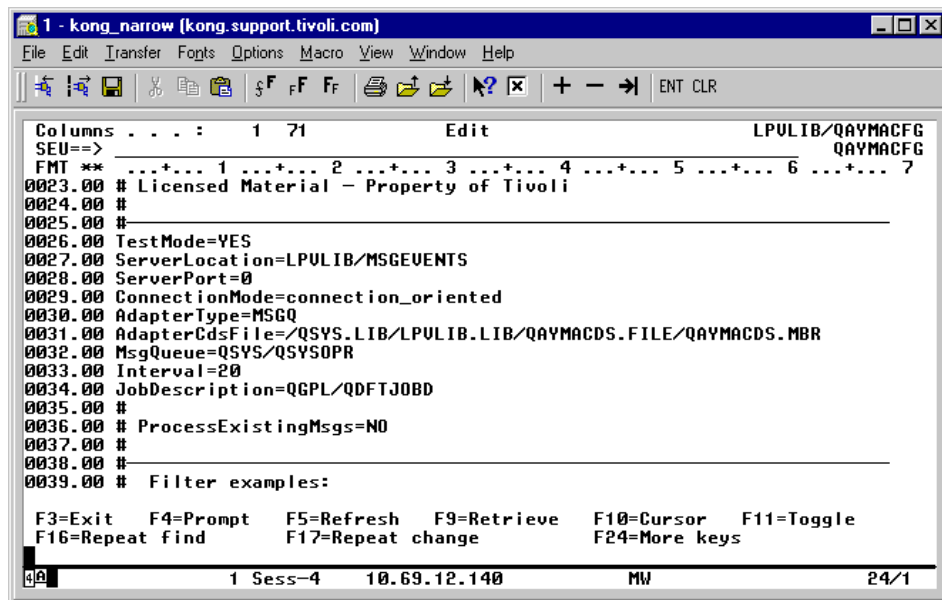 1 - kong_narrow (kong.support.tivoli.com)
File Edit Transfer Fonts Options Macro View Window Help
ENT CLR
Columns . . . : 1 71 Edit LPVLIB/QAYMACFG
SEU==> QAYMACFG
FMT ** ...+... 1 ...+... 2 ...+... 3 ...+... 4 ...+... 5 ...+... 6 ...+... 7
0023.00 # Licensed Material – Property of Tivoli
0024.00 #
0025.00 #
0026.00 TestMode=YES
0027.00 ServerLocation=LPVLIB/MSGEVENTS
0028.00 ServerPort=0
0029.00 ConnectionMode=connection_oriented
0030.00 AdapterType=MSGQ
0031.00 AdapterCdsFile=/QSYS.LIB/LPVLIB.LIB/QAYMACDS.FILE/QAYMACDS.MBR
0032.00 MsgQueue=QSYS/QSYSOPR
0033.00 Interval=20
0034.00 JobDescription=QGPL/QDFTJOBD
0035.00 #
0036.00 # ProcessExistingMsgs=NO
0037.00 #
0038.00 #
0039.00 # Filter examples:
F3=Exit F4=Prompt F5=Refresh F9=Retrieve F10=Cursor F11=Toggle
F16=Repeat find F17=Repeat change F24=More keys
4A 1 Sess-4 10.69.12.140 MW 24/1